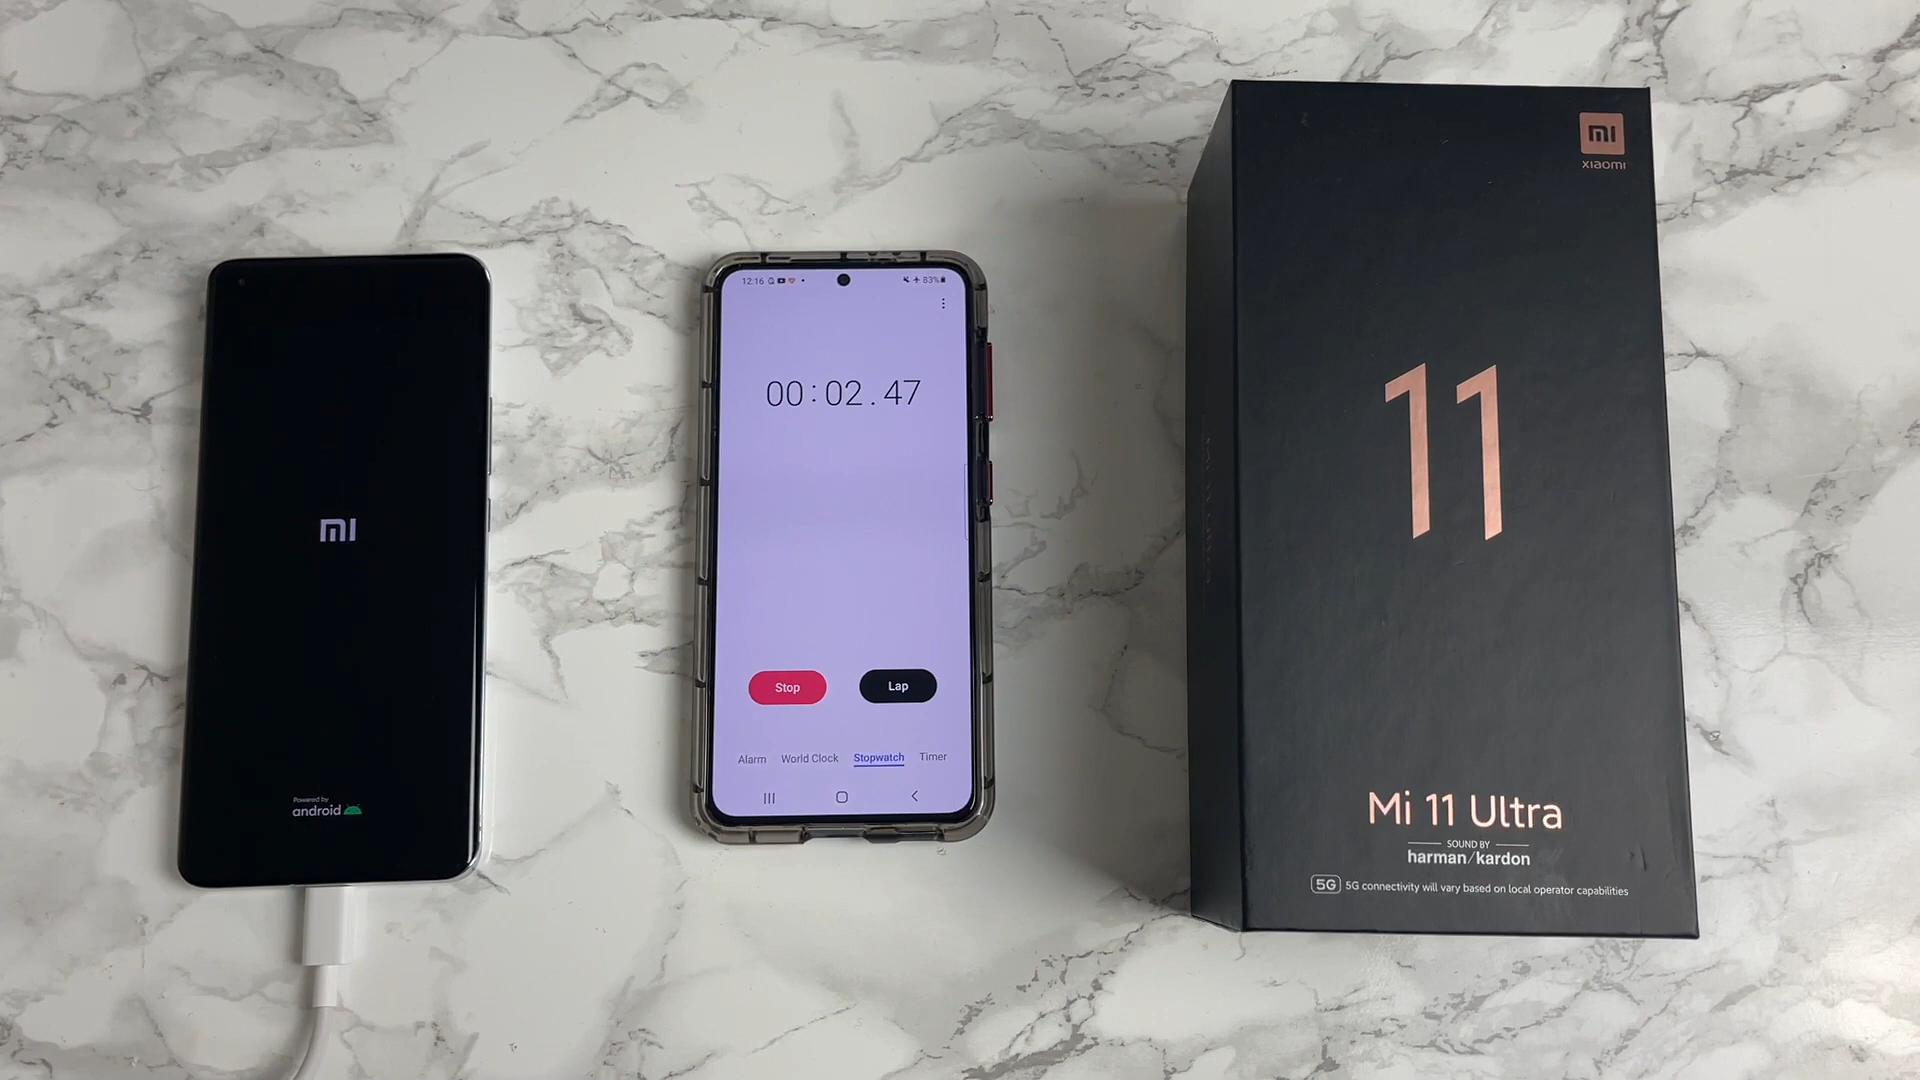 mi
Powered by
android
12:16
83%
00:02.47
Stop
Lap
Alarm
World Clock
Stopwatch
Timer
mi
xiaomi
11
Mi 11 Ultra
SOUND BY
harman/kardon
5G 5G connectivity will vary based on local operator capabilities